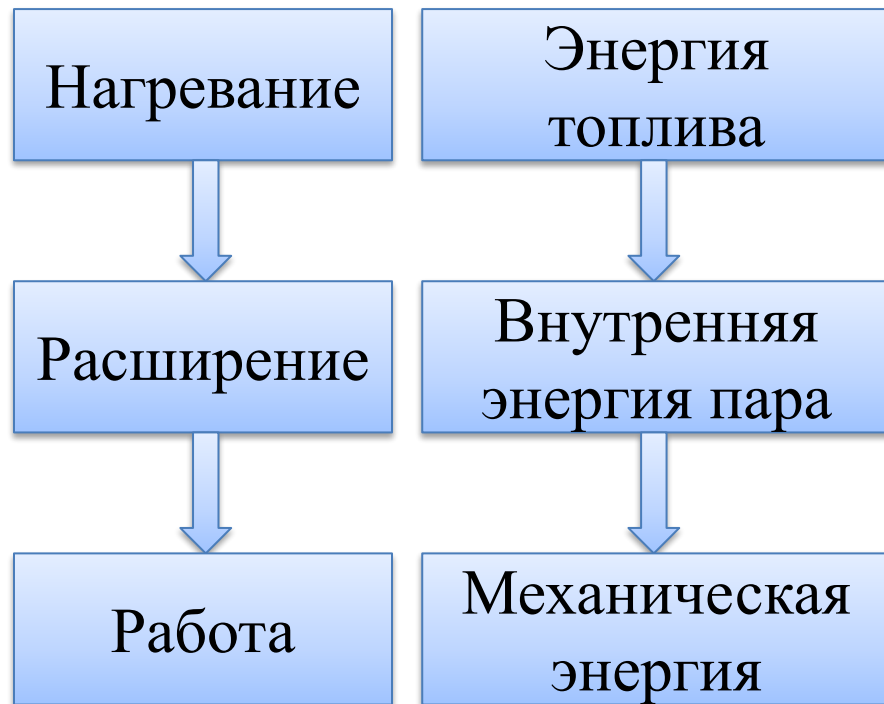 Нагревание
Энергия
топлива
Расширение
Внутренняя
энергия пара
Работа
Механическая
энергия